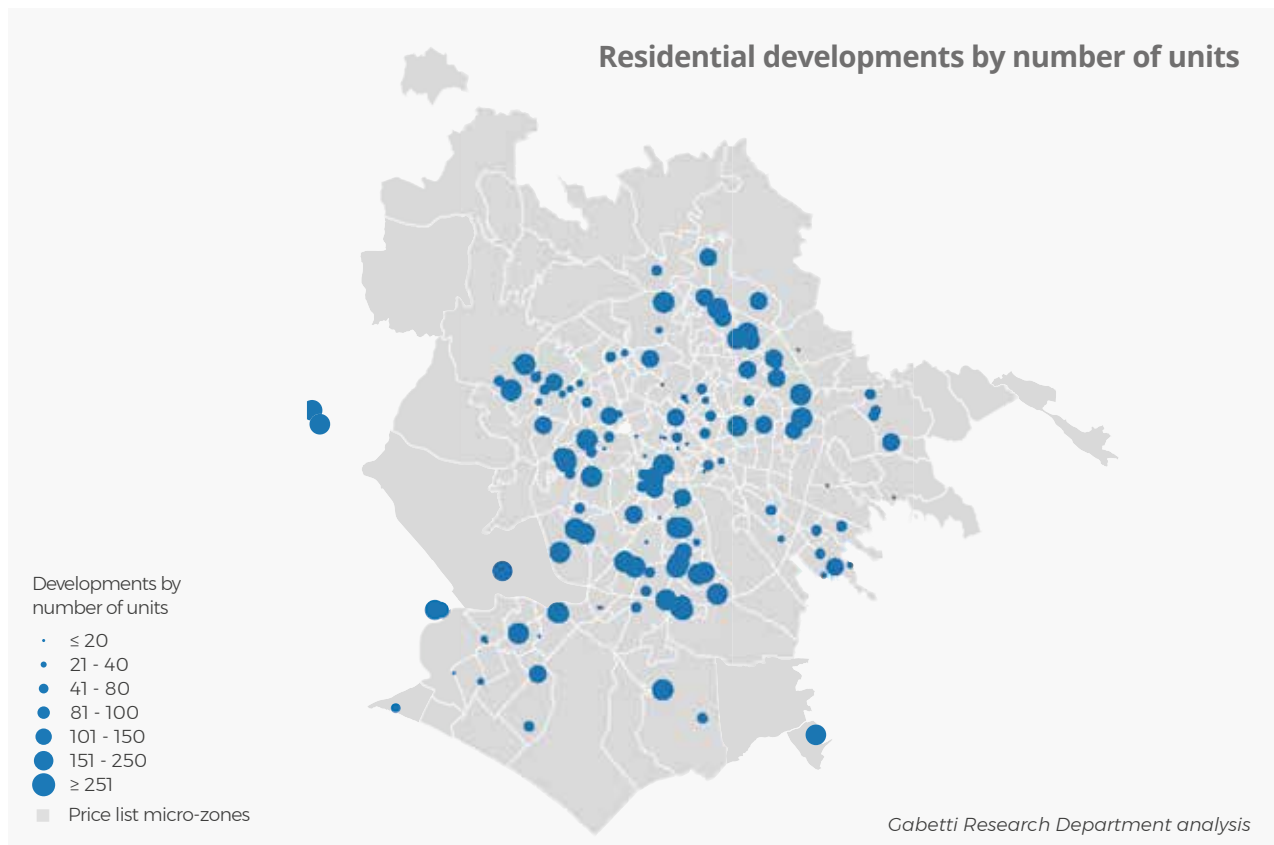 Residential developments by number of units
Developments by
number of units
≤ 20
21 - 40
41 - 80
81 - 100
101 - 150
151 - 250
≥ 251
Price list micro-zones
Gabetti Research Department analysis